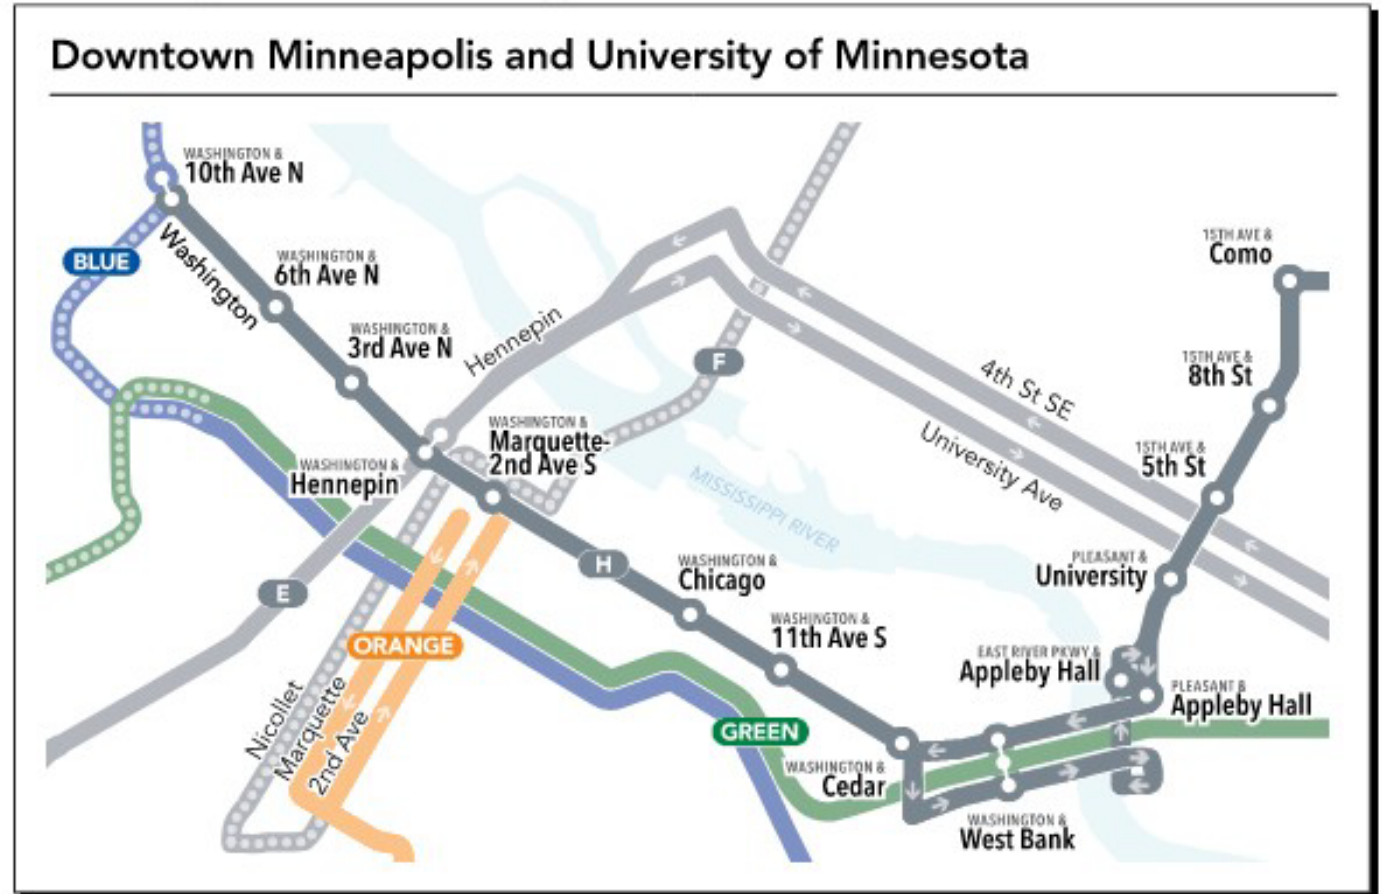 Downtown Minneapolis and University of Minnesota
WASHINGTON &
10th Ave N
BLUE
Washington
WASHINGTON &
6th Ave N
WASHINGTON &
3rd Ave N
Hennepin
F
15TH AVE &
Como
15TH AVE &
8th St
4th St SE
University Ave
15TH AVE &
5th St
WASHINGTON &
Marquette-
2nd Ave S
WASHINGTON &
Hennepin
MISSISSIPPI RIVER
H
E
WASHINGTON &
Chicago
PLEASANT &
University
WASHINGTON &
11th Ave S
ORANGE
EAST RIVER PKWY &
Appleby Hall
PLEASANT &
Appleby Hall
Nicollet
Marquette
2nd Ave
GREEN
WASHINGTON &
Cedar
WASHINGTON &
West Bank